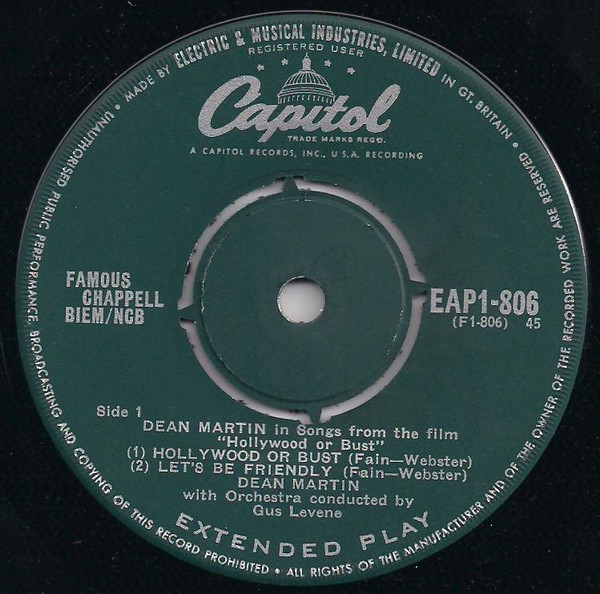 MADE BY ELECTRIC & MUSICAL INDUSTRIES, LIMITED IN GT. BRITAIN •
REGISTERED USER
Capitol
TRADE MARKS REGD.
A CAPITOL RECORDS, INC., U.S.A. RECORDING
FAMOUS
CHAPPELL
BIEM/NCB
EAP1-806
(F1-806) 45
Side 1
DEAN MARTIN in Songs from the film
"Hollywood or Bust"
(1) HOLLYWOOD OR BUST (Fain—Webster)
(2) LET'S BE FRIENDLY (Fain—Webster)
DEAN MARTIN
with Orchestra conducted by
Gus Levene
EXTENDED PLAY
ALL RIGHTS OF THE MANUFACTURER AND OF THE OWNER OF THE RECORDED WORK ARE RESERVED •
UNAUTHORISED PUBLIC PERFORMANCE, BROADCASTING AND COPYING OF THIS RECORD PROHIBITED •